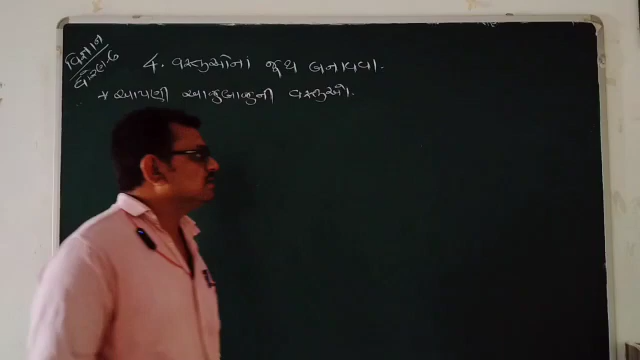 વિજ્ઞાન
ધોરણ-6
4. વસ્તુઓના જૂથ બનાવવા.
* આપણી આજુબાજુની વસ્તુઓ.